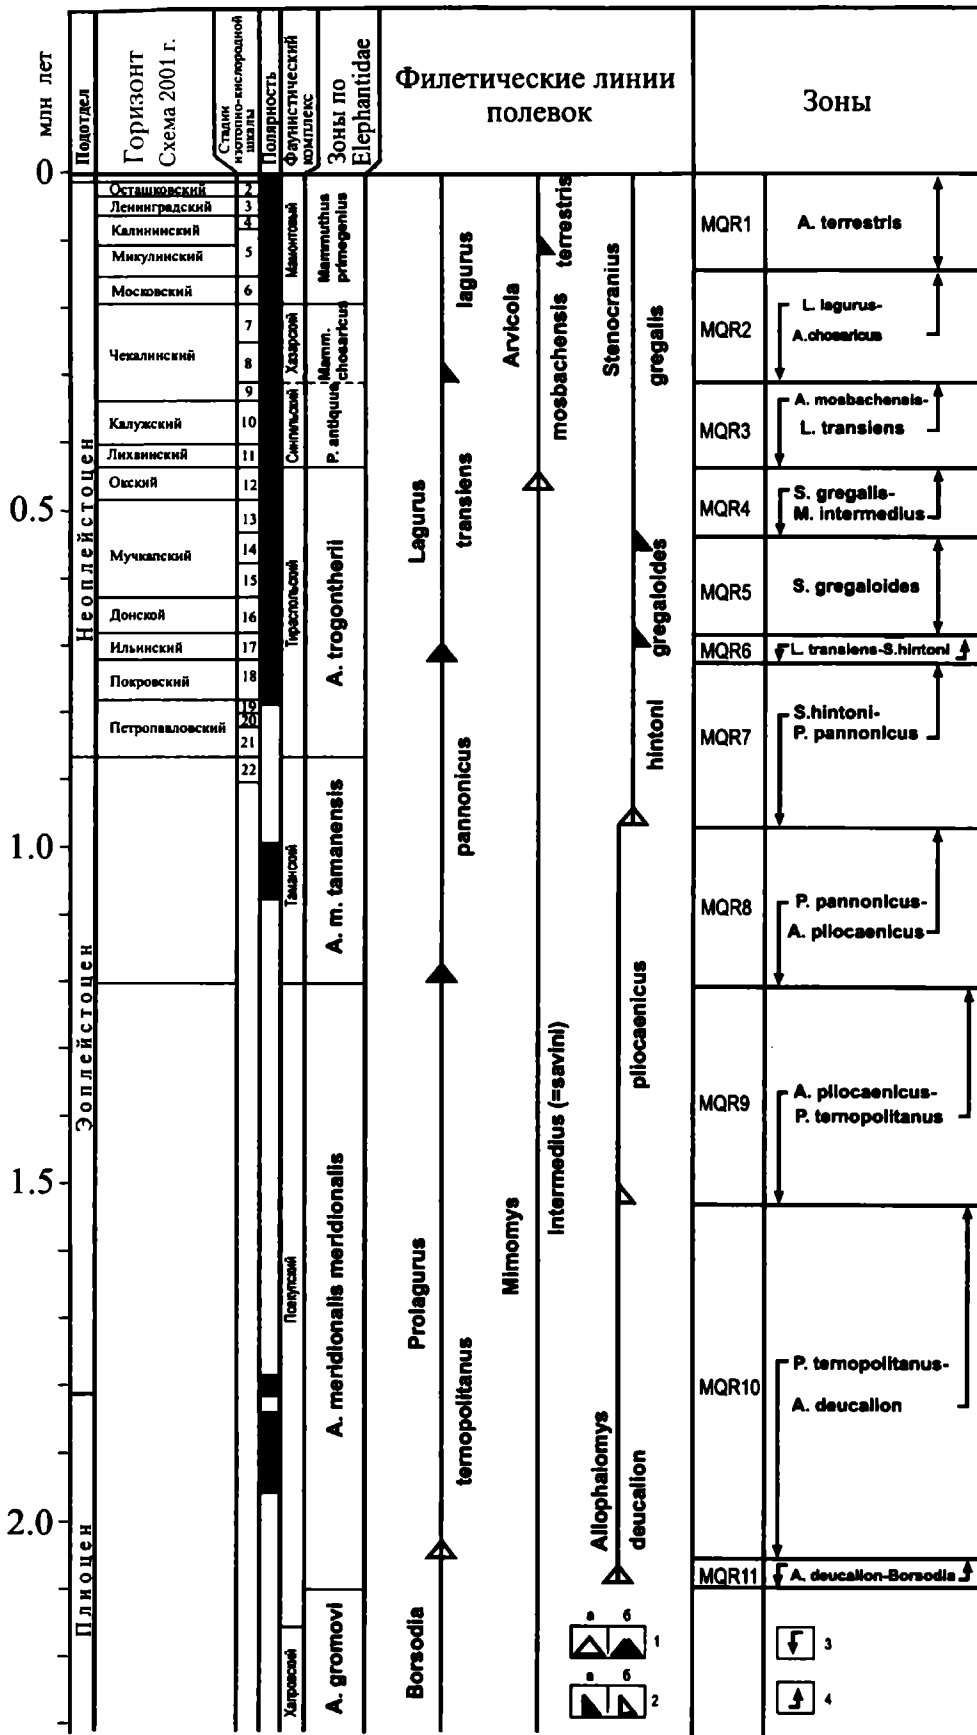 млн лет
Подотдел
Горизонт
Схема 2001 г.
Стадии
изотопно-кислородной
шкалы
Полярность
Фаунистический
комплекс
Зоны по
Elephantidae
Филетические линии
полевок
Зоны
0
0.5
1.0
1.5
2.0
Неоплейстоцен
Эоплейстоцен
Плиоцен
Осташковский
Ленинградский
Калининский
Микулинский
Московский
Чекалинский
Калужский
Лихвинский
Окский
Мучкапский
Донской
Ильинский
Покровский
Петропавловский
2
3
4
5
6
7
8
9
10
11
12
13
14
15
16
17
18
19
20
21
22
Мамонтовый
Хазарский
Сингильский
Тираспольский
Таманский
Псекупский
Хапровский
Mammuthus
primegenius
Mamm.
chosaricus
P. antiquus
A. trogontherii
A. m. tamanensis
A. meridionalis meridionalis
A. gromovi
lagurus
Lagurus
transiens
pannonicus
Prolagurus
ternopolitanus
Borsodia
terrestris
Arvicola
mosbachensis
Intermedius (=savini)
Mimomys
Stenocranius
gregalis
gregaloides
hintoni
pliocaenicus
Allophaiomys
deucalion
MQR1
A. terrestris
MQR2
L. lagurus-
A.chosaricus
MQR3
A. mosbachensis-
L. transiens
MQR4
S. gregalis-
M. intermedius
MQR5
S. gregaloides
MQR6
L. transiens-S.hintoni
MQR7
S.hintoni-
P. pannonicus
MQR8
P. pannonicus-
A. pliocaenicus
MQR9
A. pliocaenicus-
P. ternopolitanus
MQR10
P. ternopolitanus-
A. deucalion
MQR11
A. deucalion-Borsodia
а б
1
а б
2
3
4